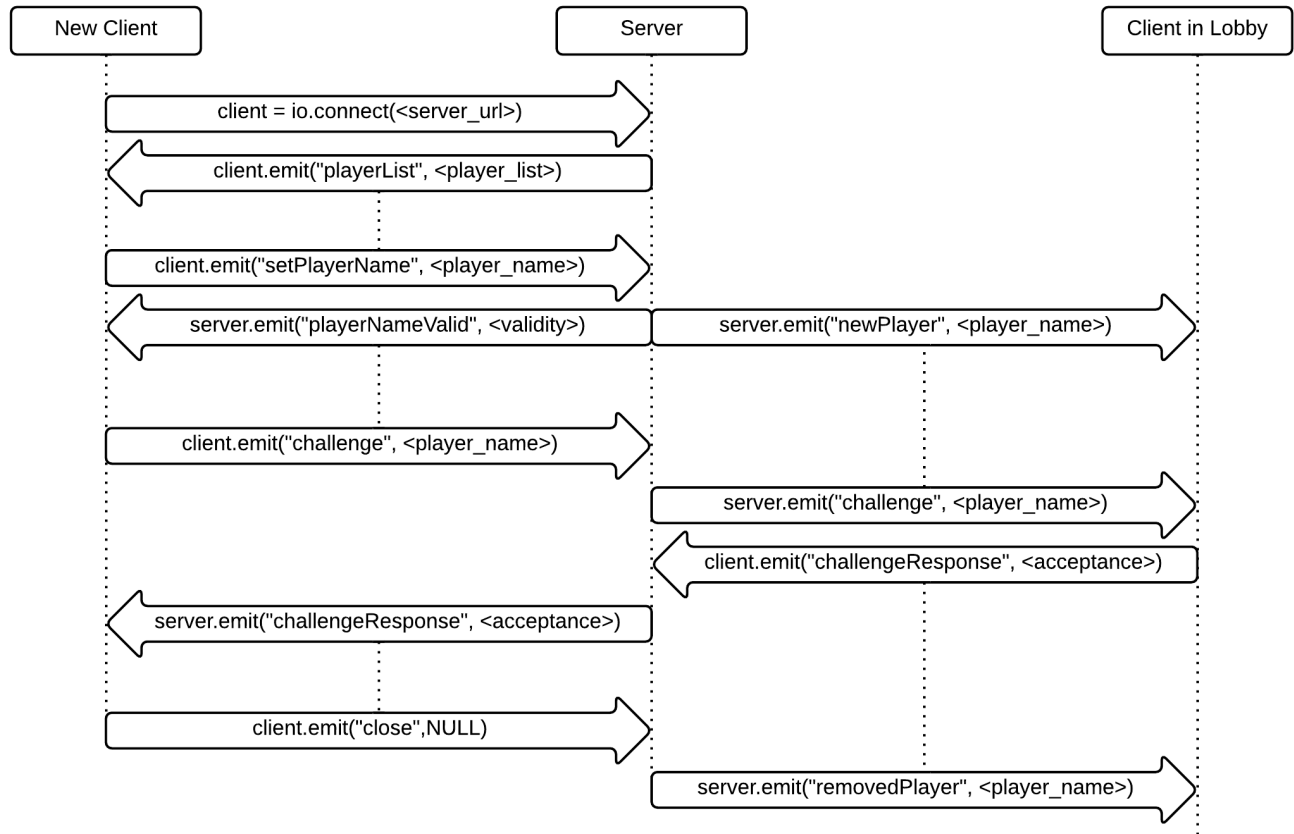 New Client
Server
Client in Lobby
client = io.connect(<server_url>)
client.emit("playerList", <player_list>)
client.emit("setPlayerName", <player_name>)
server.emit("playerNameValid", <validity>)
server.emit("newPlayer", <player_name>)
client.emit("challenge", <player_name>)
server.emit("challenge", <player_name>)
client.emit("challengeResponse", <acceptance>)
server.emit("challengeResponse", <acceptance>)
client.emit("close",NULL)
server.emit("removedPlayer", <player_name>)